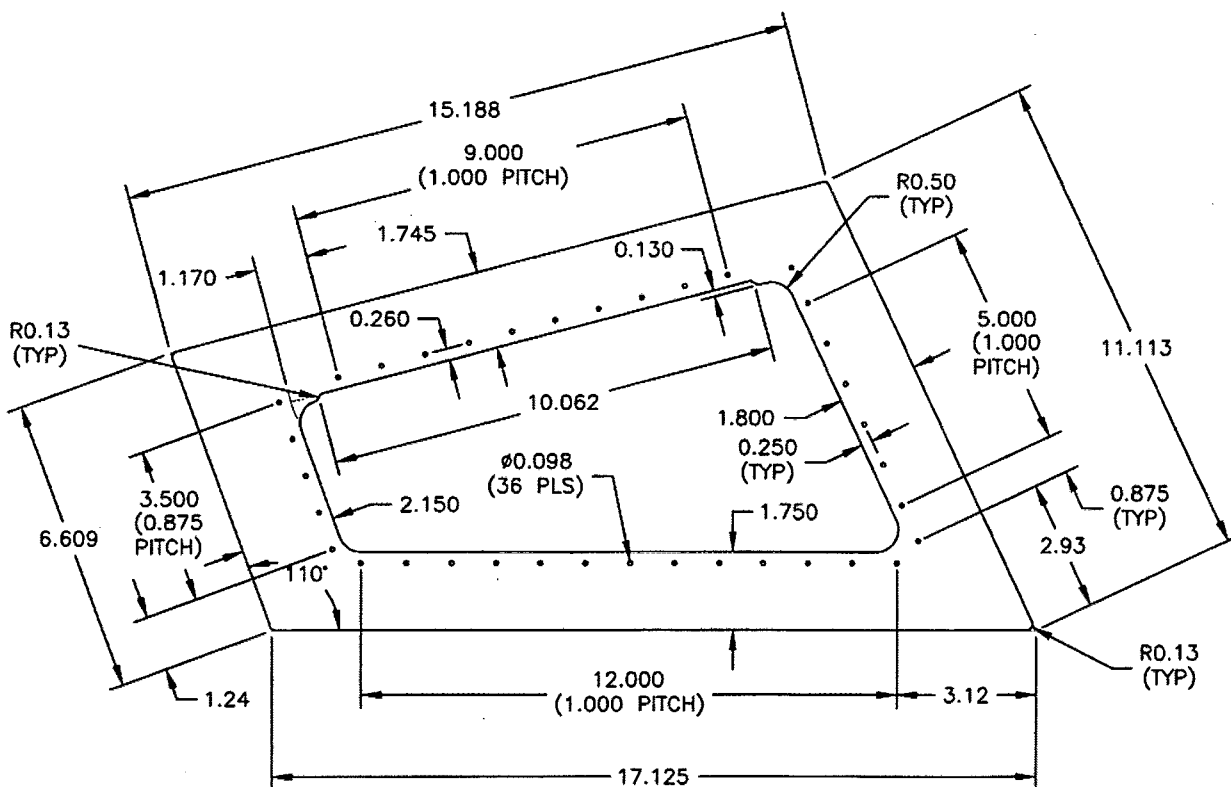 15.188
9.000
(1.000 PITCH)
R0.50
(TYP)
1.745
0.130
1.170
R0.13
(TYP)
0.260
5.000
(1.000
PITCH)
11.113
10.062
1.800
0.250
(TYP)
ø0.098
(36 PLS)
3.500
(0.875
PITCH)
6.609
2.150
1.750
0.875
(TYP)
2.93
110°
R0.13
(TYP)
1.24
12.000
(1.000 PITCH)
3.12
17.125